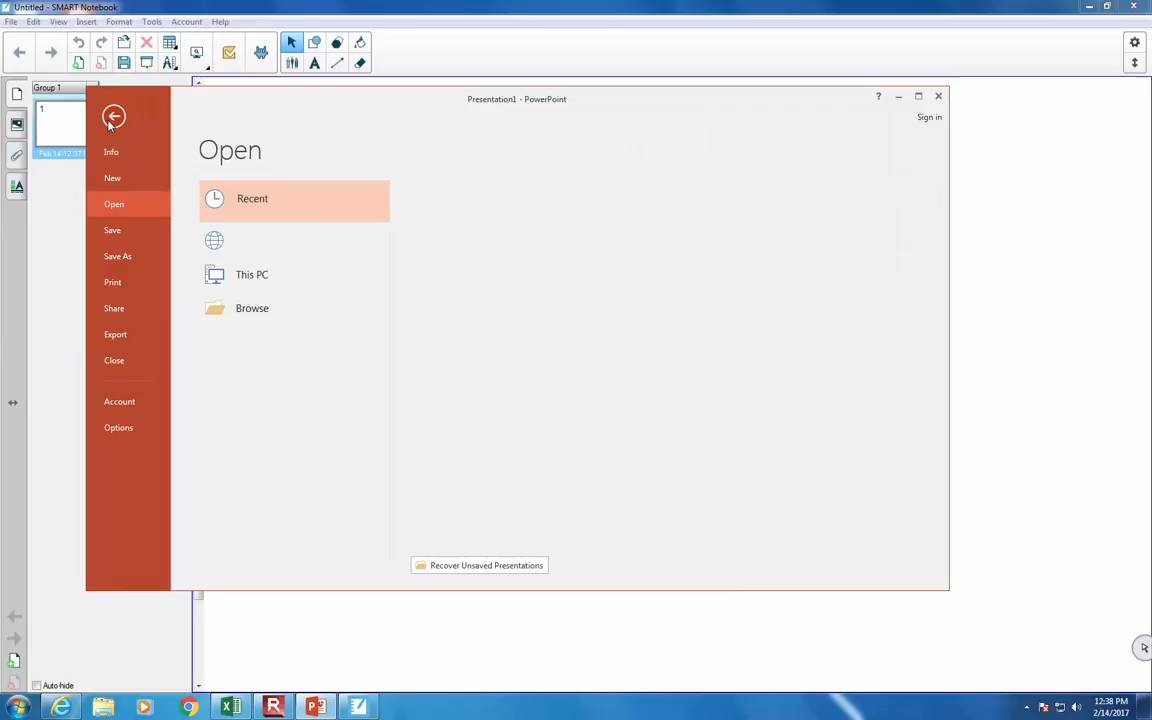 Untitled - SMART Notebook
File Edit View Insert Format Tools Account Help
Group 1
1
Presentation1 - PowerPoint
?
Sign in
Info
New
Open
Save
Save As
Print
Share
Export
Close
Account
Options
Open
Recent
This PC
Browse
Recover Unsaved Presentations
Auto-hide
12:38 PM
2/14/2017